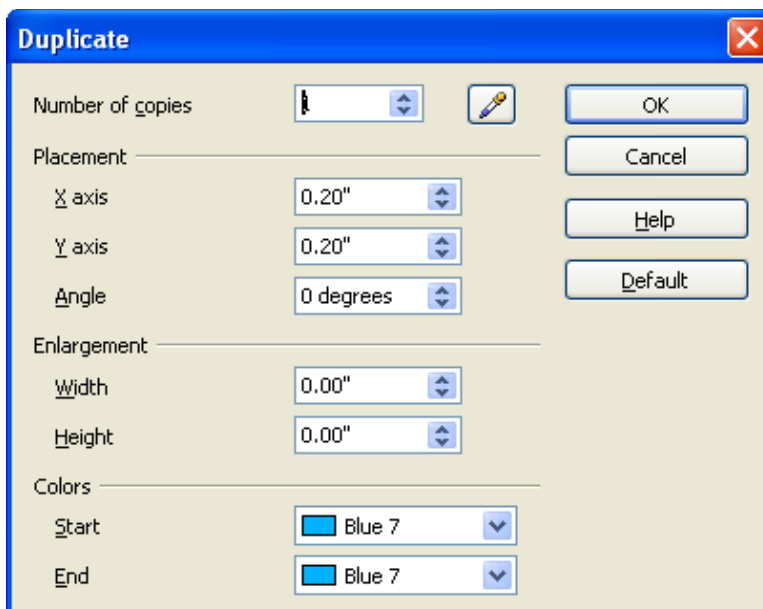 Duplicate
Number of copies
OK
Placement
Cancel
X axis 0.20"
Help
Y axis 0.20"
Angle 0 degrees
Default
Enlargement
Width 0.00"
Height 0.00"
Colors
Start Blue 7
End Blue 7